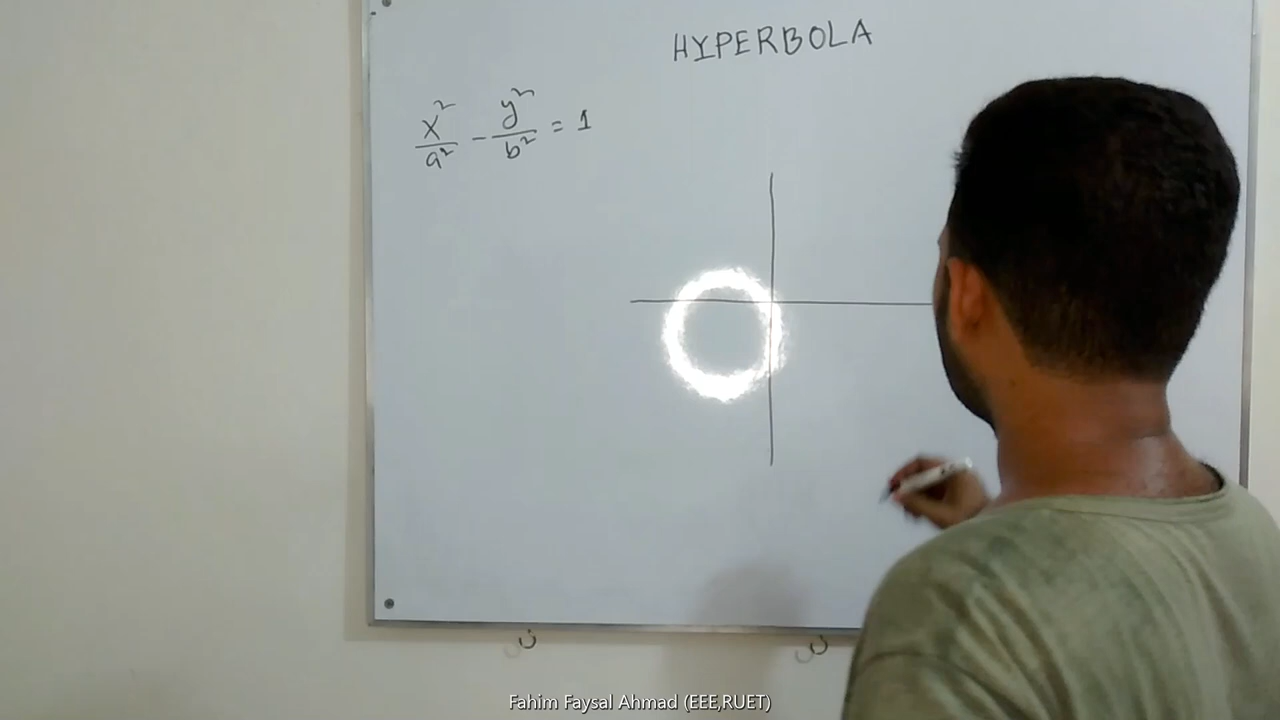 HYPERBOLA
x²/a² - y²/b² = 1
Fahim Faysal Ahmad (EEE,RUET)